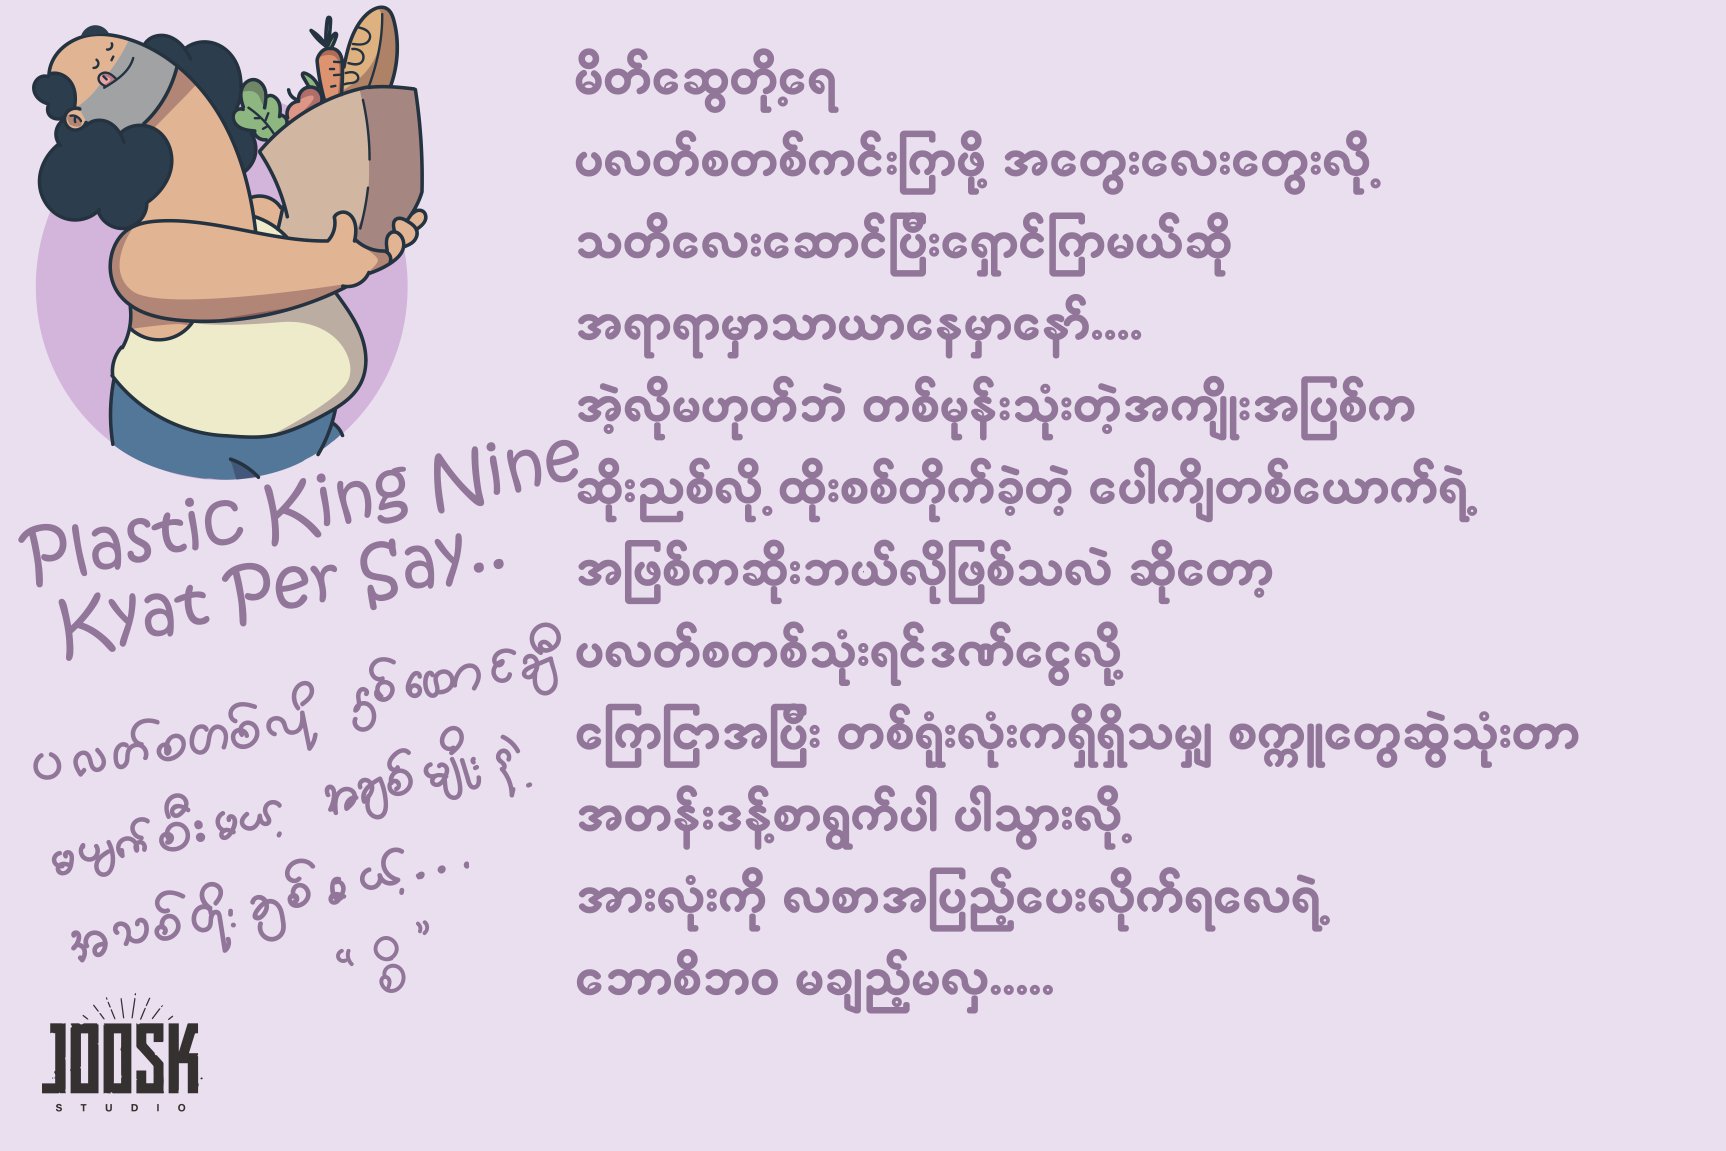 Plastic King Nine
Kyat Per Say..
ပလတ်စတစ်လို ၅စ်ထောင်ချီ
မပျက်စီးမယ့် အချစ်မျိုးနဲ့
အသစ်တိုးချစ်စွယ့်....
“စွိ”
JOOSK
STUDIO
မိတ်ဆွေတို့ရေ
ပလတ်စတစ်ကင်းကြာဖို့ အတွေးလေးတွေးလို့
သတိလေးဆောင်ပြီးရှောင်ကြာမယ်ဆို
အရာရာမှာသာယာနေမှာနော်....
အဲ့လိုမဟုတ်ဘဲ တစ်မုန်းသုံးတဲ့အကျိုးအပြစ်က
ဆိုးညစ်လို့ ထိုးစစ်တိုက်ခဲ့တဲ့ ပေါကျိတစ်ယောက်ရဲ့
အဖြစ်ကဆိုးဘယ်လိုဖြစ်သလဲ ဆိုတော့
ပလတ်စတစ်သုံးရင်ဒဏ်ငွေလို့
ကြေငြာအပြီး တစ်ရုံးလုံးကရှိရှိသမျှ စက္ကူတွေဆွဲသုံးတာ
အတန်းဒန့်စာရွက်ပါ ပါသွားလို့
အားလုံးကို လစာအပြည့်ပေးလိုက်ရလေရဲ့
ဘောစိဘဝ မချည့်မလှ.....